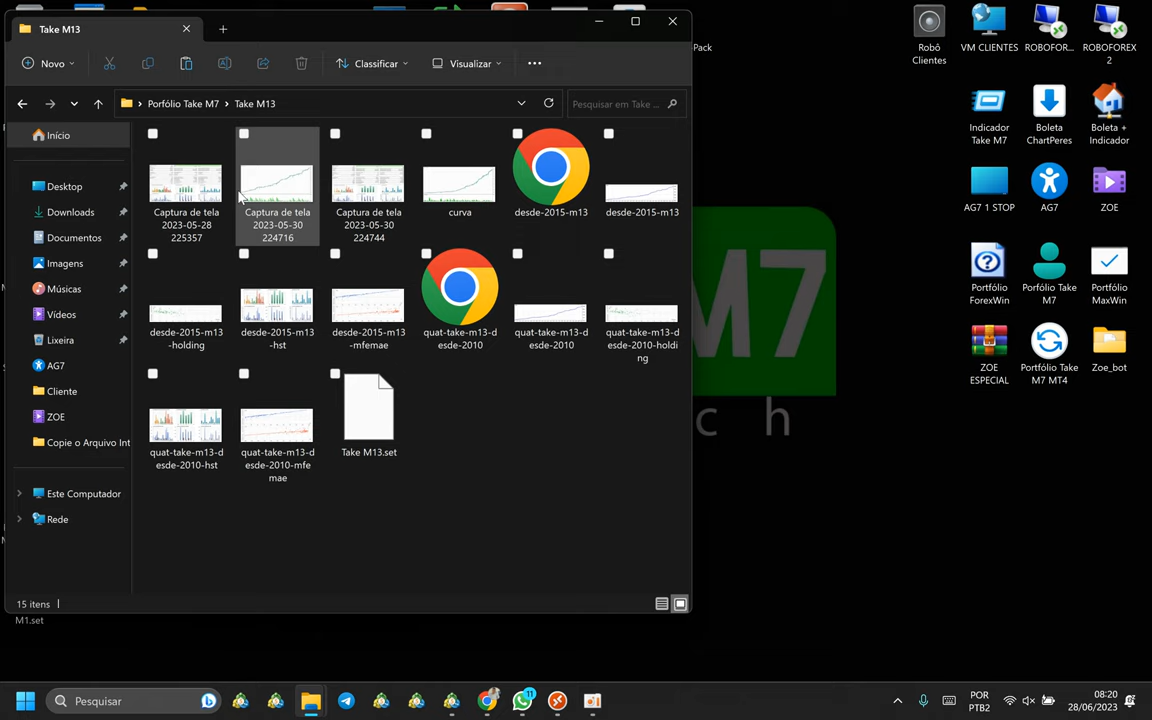 Take M13
Novo
Classificar
Visualizar
Portfólio Take M7
Take M13
Pesquisar em Take ...
Início
Desktop
Downloads
Documentos
Imagens
Músicas
Vídeos
Lixeira
AG7
Cliente
ZOE
Copie o Arquivo Int
Este Computador
Rede
Captura de tela
2023-05-28
225357
Captura de tela
2023-05-30
224716
Captura de tela
2023-05-30
224744
curva
desde-2015-m13
desde-2015-m13
desde-2015-m13
-holding
desde-2015-m13
-hst
desde-2015-m13
-mfemae
quat-take-m13-d
esde-2010
quat-take-m13-d
esde-2010
quat-take-m13-d
esde-2010-holdi
ng
quat-take-m13-d
esde-2010-hst
quat-take-m13-d
esde-2010-mfe
mae
Take M13.set
15 itens
M1.set
Pack
M7
c h
Robô
Clientes
VM CLIENTES
ROBOFOR...
ROBOFOREX
2
Indicador
Take M7
Boleta
ChartPeres
Boleta +
Indicador
AG7 1 STOP
AG7
ZOE
Portfólio
ForexWin
Portfólio Take
M7
Portfólio
MaxWin
ZOE
ESPECIAL
Portfólio Take
M7 MT4
Zoe_bot
Pesquisar
11
POR
PTB2
08:20
28/06/2023